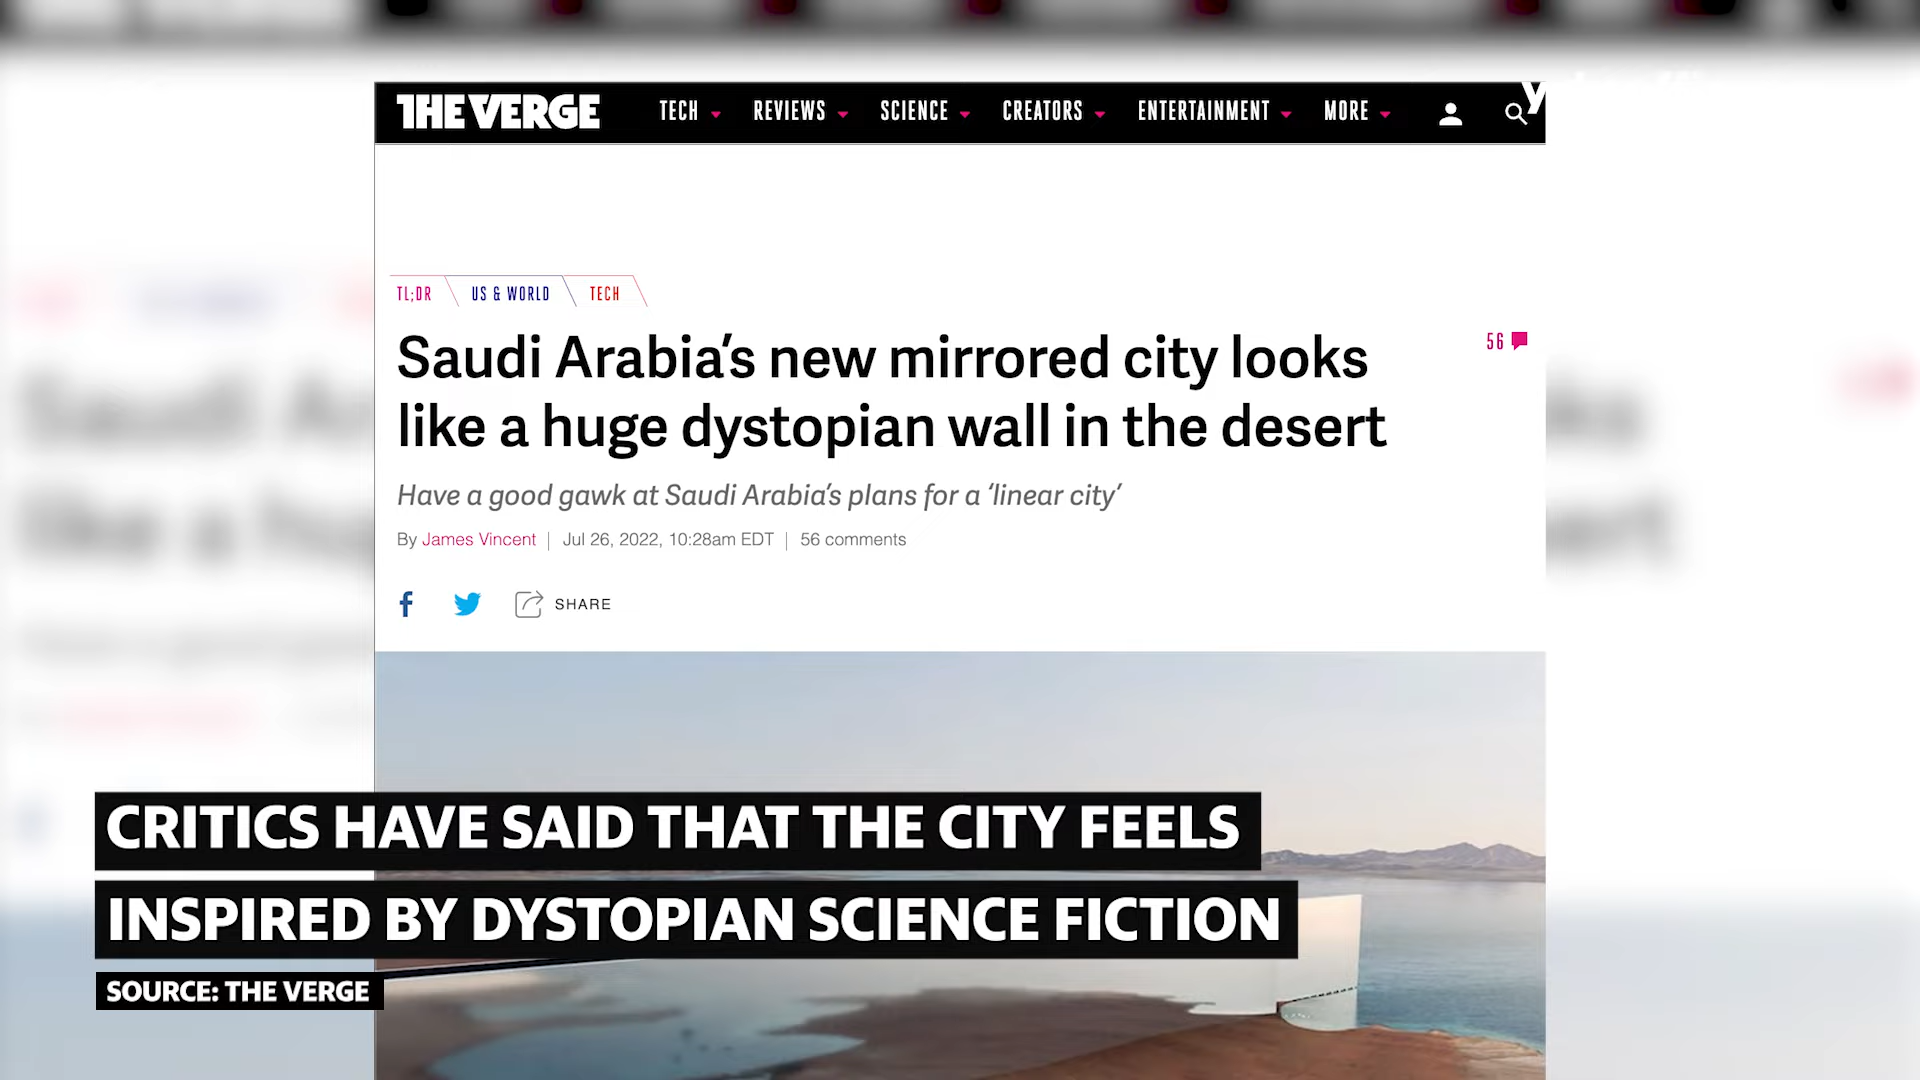 THE VERGE TECH REVIEWS SCIENCE CREATORS ENTERTAINMENT MORE
TL;DR US & WORLD TECH
Saudi Arabia's new mirrored city looks
like a huge dystopian wall in the desert
56
Have a good gawk at Saudi Arabia's plans for a 'linear city'
By James Vincent | Jul 26, 2022, 10:28am EDT | 56 comments
SHARE
CRITICS HAVE SAID THAT THE CITY FEELS
INSPIRED BY DYSTOPIAN SCIENCE FICTION
SOURCE: THE VERGE